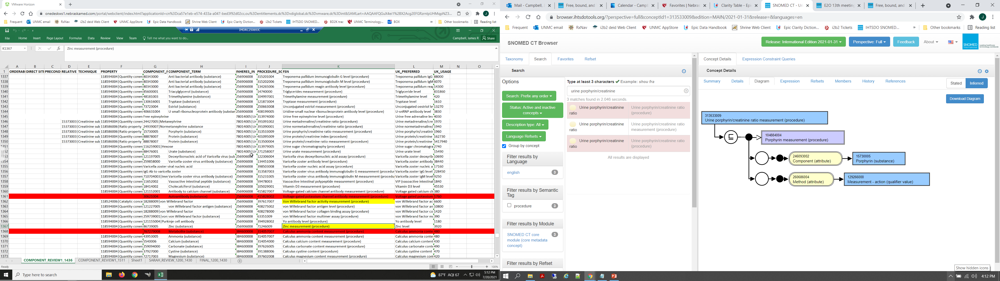 VMware Horizon
onedeskws1.nebraskamed.com/portal/webclient/index.html?applicationId=cn%3Dca57e1eb-e574-433a-a047-bed3f92d02cc,ou%3Dentitlements,dc%3Dvdiglobal,dc%3Dvmware,dc%3Dint&SAMLart=
Frequent UNMC email RxNav i2b2 deid Web Client UNMC AppStore Epic Data Handbook Shrine Web Client Epic Clarity Diction... i2b2 Tickets IHTSDO SNOMED... BD2K trac UNMC Terminology... BOX » Other bookmarks Reading list
IMDRC25069JC
File Home Insert Page Layout Formulas Data Review View Team Tell me what you want to do... Campbell, James R Share
K1367 fx Zinc measurement (procedure)
A B C D E F G H I J K L M N O
1 ORDERABI DIRECT SITE PRECOND RELATIVE TECHNIQUE PROPERTY COMPONENT_F COMPONENT_TERM INHERES_IN PROCEDURE_SC FSN UK_PREFERRED UK_USAGE
1337 118594004|Quantity conen 80343000 Anti bacterial antibody (substance) 256906008 315201004 Treponema pallidum immunoglobulin G level (procedure) Treponema pallidum IgG 88000
1338 118594004|Quantity conen 80343000 Anti bacterial antibody (substance) 256906008 315202006 Treponema pallidum immunoglobulin M level (procedure) Treponema pallidum IgM 6070
1339 118594004|Quantity conen 80343000 Anti bacterial antibody (substance) 256906008 134265006 Treponema pallidum reagin antibody level (procedure) Treponema pallidum rea 14300
1340 118594004|Quantity conen 85600001 Triacylglycerol (substance) 256906008 14740000 Triglycerides measurement (procedure) Triglyceride level 831860
1341 118594004|Quantity conen 48181003 Trimethylamine (substance) 256906008 104997001 Trimethylamine measurement (procedure) Trimethylamine level 420
1342 118594004|Quantity conen 130616001 Tryptase (substance) 256906008 121873004 Tryptase measurement (procedure) Tryptase level 1610
1343 118594004|Quantity conen 73723004 Estriol (substance) 256906008 250663008 Unconjugated estriol measurement (procedure) Unconjugated oestriol le 13270
1344 118594004|Quantity conen 406631004 U small ribonucleoprotein antibody (substan 256906008 408199005 Uridine-small nuclear ribonucleoprotein antibody level (procedure) U-snRNP antibody level 3830
1345 118594004|Quantity conen Free epinephrine 78014005|Ur 313974000 Urine free epinephrine level (procedure) Urine free adrenaline lev 4030
1346 15373003|Creatinine sub 118594004|Quantity conen 24427005|Metanephrine 78014005|Ur 391091002 Urine metadrenaline/creatinine ratio (procedure) Urine metadrenaline/cre 1970
1347 15373003|Creatinine sub 118586006|Ratio property 24939007|Normetanephrine substance 78014005|Ur 391090001 Urine normetadrenaline/creatinine ratio (procedure) Urine normetadrenaline/ 1940
1348 15373003|Creatinine sub 118586006|Ratio property 15730005 Porphyrin (substance) 78014005|Ur 313533009 Urine porphyrin/creatinine ratio measurement (procedure) Urine porphyrin/creatinin 1960
1349 15373003|Creatinine sub 118594004|Quantity conen 88878007 Protein (substance) 78014005|Ur 401095009 Urine protein/creatinine index (procedure) Urine protein/creatinine 162730
1350 15373003|Creatinine sub 118586006|Ratio property 88878007 Protein (substance) 78014005|Ur 313500004 Urine protein/creatinine ratio measurement (procedure) Urine protein/creatinine 5417940
1351 118594004|Quantity conen 116259001|Hexose 78014005|Ur 313979005 Urine sugar chromatography (procedure) Urine sugar chromatogra 2740
1352 118594004|Quantity conen 88476001 Urate (substance) 78014005|Ur 271258007 Urine urate measurement (procedure) Urine urate level 15490
1353 118594004|Quantity conen 121197005 Deoxyribonucleic acid of Varicella virus (sub 256906008 122306004 Varicella virus deoxyribonucleic acid assay (procedure) Varicella zoster deoxyrib 10690
1354 118594004|Quantity conen 259858000 Varicella-zoster virus antibody (substance) 256906008 134451006 Varicella-zoster antibody level (procedure) Varicella zoster antibody 38440
1355 118594004|Quantity conen Varicella zoster viral nucleic acid 256906008 398503008 Varicella-zoster nucleic acid assay (procedure) Varicella zoster nucleic a 17160
1356 118594004|Quantity conen IgG Ab to varicella zoster 256906008 313587003 Varicella-zoster virus antibody immunoglobulin G measurement (procedur Varicella zoster IgG level 228450
1357 118594004|Quantity conen 710704003|Imn Varicella-zoster virus antibody (substance) 256906008 315231005 Varicella-zoster virus antibody immunoglobulin M measurement (procedu Varicella zoster IgM level 9250
1358 118594004|Quantity conen 11652002 Vasoactive intestinal peptide (substance) 256906008 59478003 Vasoactive intestinal polypeptide measurement (procedure) VIP (vasoactive intestinal 1840
1359 118594004|Quantity conen 18414002 Cholecalciferol (substance) 256906008 105029001 Vitamin D3 measurement (procedure) Vitamin D3 level 45530
1360 118594004|Quantity conen 121152001 Antibody to calcium channel (substance) 256906008 415827007 Voltage-gated calcium channel antibody measurement (procedure) Voltage gated calcium ch 380
1361 30621004 Autoantibody (substance) 256906008 415828002 Voltage-gated potassium channel antibody measurement (procedure) Voltage gated potassium 1760
1362 118524006|Catalytic conce 18288009|von Willebrand factor 256906008 397617007 Von Willebrand factor activity measurement (procedure) von Willebrand factor ac 6600
1363 118594004|Quantity conen 121227005 von Willebrand factor antigen (substance) 256906008 408275002 von Willebrand factor antigen level (procedure) von Willebrand factor an 10800
1364 118594004|Quantity conen 18288009|von Willebrand factor 256906008 408278000 von Willebrand factor collagen binding assay (procedure) von Willebrand factor co 1420
1365 118594004|Quantity conen 259739001|von von Willebrand factor (substance) 256906008 63351009 von Willebrand factor multimer assay (procedure) von Willebrand factor mu 390
1366 118594004|Quantity conen 121155004|Purkinje cell antibody 256906008 394928002 Yo antibody level (procedure) Yo antibody level 1180
1367 118594004|Quantity conen 86739005 Zinc (substance) 256906008 71246009 Zinc measurement (procedure) Zinc level 3920
1368 767279008 Metabolite (substance) 384600008 314057007 Calculus ammonia content measurement (procedure) Calculus ammonia conte 480
1369 118594004|Quantity conen 43953005 Ammonia (substance) 384600008 314057007 Calculus ammonia content measurement (procedure) Calculus ammonia conte 480
1370 118594004|Quantity conen 5540006 Calcium (substance) 384600008 314054000 Calculus calcium content measurement (procedure) Calculus calcium content 430
1371 118594004|Quantity conen 259094000 Carbonate (substance) 384600008 397626005 Calculus carbonate content measurement (procedure) Calculus carbonate conte 490
1372 118594004|Quantity conen 37927000 Cystine (substance) 384600008 391388006 Calculus cystine content (procedure) Calculus cystine content 470
1373 118594004|Quantity conen 72717003 Magnesium (substance) 384600008 397602008 Calculus magnesium content measurement (procedure) Calculus magnesium cont 420
COMPONENT_REVIEW1_1436 COMPONENT_REVIEW1_1511 Sheet1 SARAH_REVIEW_1200_1430 FINAL_1200_1430
Ready 100%
Type here to search 87°F AQI 67 5:12 PM
7/20/2021
Mail - Campbell, J Free, bound, and Calendar - Campb Favorites | Nebras Clarity Table - Epic SNOMED CT - Un E2O 13th meeting Free, bound, and
browser.ihtsdotools.org/?perspective=full&conceptId1=313533009&edition=MAIN/2021-01-31&release=&languages=en
Frequent UNMC email RxNav i2b2 deid Web Client UNMC AppStore Epic Data Handbook Shrine Web Client Epic Clarity Diction... i2b2 Tickets IHTSDO SNOMED... » Other bookmarks Reading list
SNOMED CT Browser Release: International Edition 2021-01-31 Perspective: Full Feedback About
SNOMED International Leading healthcare terminology, worldwide
Taxonomy Search Favorites Refset
Search
Options
Search: Prefix any order
Status: Active and inactive
concepts
Description type: All
Language Refsets
Group by concept
Filter results by
Language
english 3
Filter results by Semantic
Tag
procedure 3
Filter results by Module
SNOMED CT core
module (core metadata
concept) 3
Filter results by Refset
Type at least 3 characters Example: shou fra
urine porphyrin/creatinine
3 matches found in 2.046 seconds.
Urine porphyrin/creatinine
ratio
Urine porphyrin/creatinine ratio
(procedure)
Urine porphyrin/creatinine
ratio
Urine porphyrin/creatinine ratio
measurement (procedure)
Urine porphyrin/creatinine
ratio
Urine porphyrin/creatinine ratio
(procedure)
All results are displayed
Concept Details Expression Constraint Queries
Concept Details
Summary Details Diagram Expression Refsets Members History References
Stated Inferred
Download Diagram
313533009
Urine porphyrin/creatinine ratio measurement (procedure)
⊑
104884004
Porphyrin measurement (procedure)
246093002
Component (attribute)
15730005
Porphyrin (substance)
260686004
Method (attribute)
129266000
Measurement - action (qualifier value)
Show hidden icons
4:12 PM